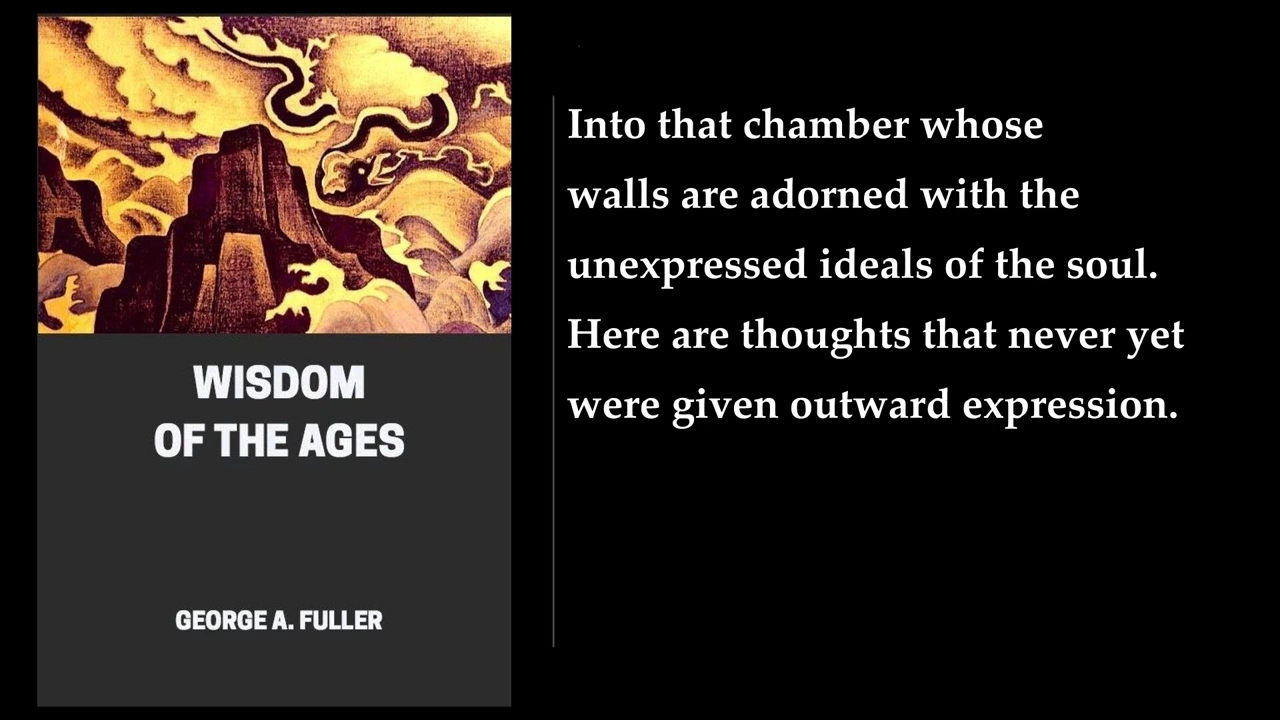 WISDOM
OF THE AGES
GEORGE A. FULLER
Into that chamber whose
walls are adorned with the
unexpressed ideals of the soul.
Here are thoughts that never yet
were given outward expression.